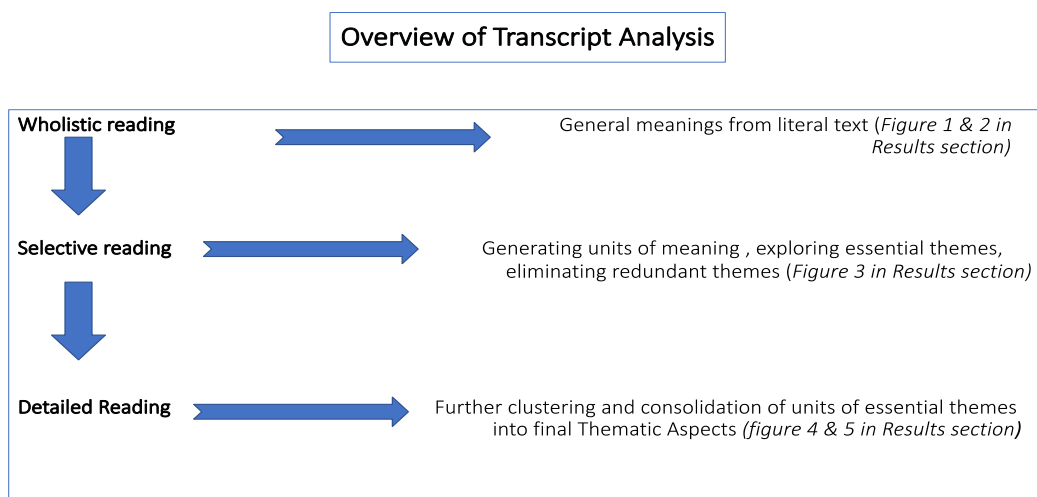 Overview of Transcript Analysis
Wholistic reading
General meanings from literal text (Figure 1 & 2 in
Results section)
Selective reading
Generating units of meaning , exploring essential themes,
eliminating redundant themes (Figure 3 in Results section)
Detailed Reading
Further clustering and consolidation of units of essential themes
into final Thematic Aspects (figure 4 & 5 in Results section)